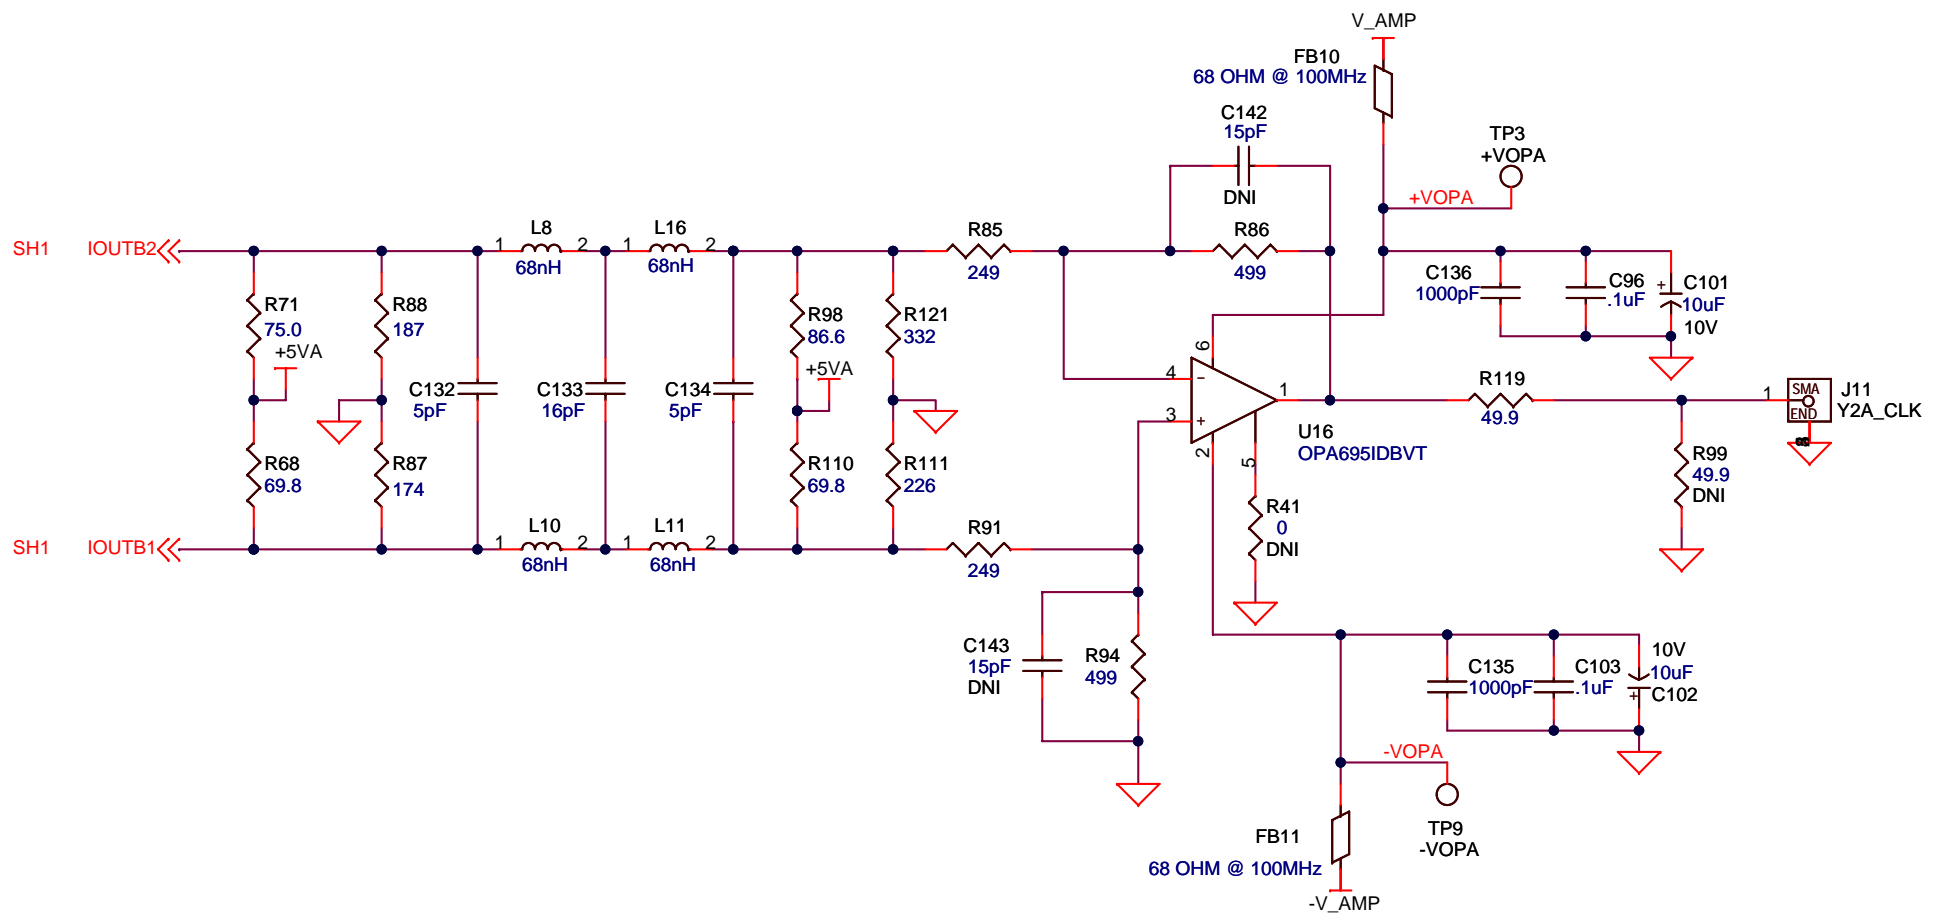 V_AMP
FB10
68 OHM @ 100MHz
C142
15pF
DNI
TP3
+VOPA
+VOPA
SH1 IOUTB2
L8
1 2
68nH
L16
1 2
68nH
R85
249
R86
499
C136
1000pF
C96
.1uF
+
C101
10uF
10V
R71
75.0
+5VA
R88
187
R98
86.6
+5VA
R121
332
C132
5pF
C133
16pF
C134
5pF
6
4
3
2
5
1
U16
OPA695IDBVT
R119
49.9
1
SMA
END
J11
Y2A_CLK
R68
69.8
R87
174
R110
69.8
R111
226
R41
0
DNI
R99
49.9
DNI
SH1 IOUTB1
L10
1 2
68nH
L11
1 2
68nH
R91
249
C143
15pF
DNI
R94
499
C135
1000pF
C103
.1uF
10V
10uF
+
C102
-VOPA
TP9
-VOPA
FB11
68 OHM @ 100MHz
-V_AMP